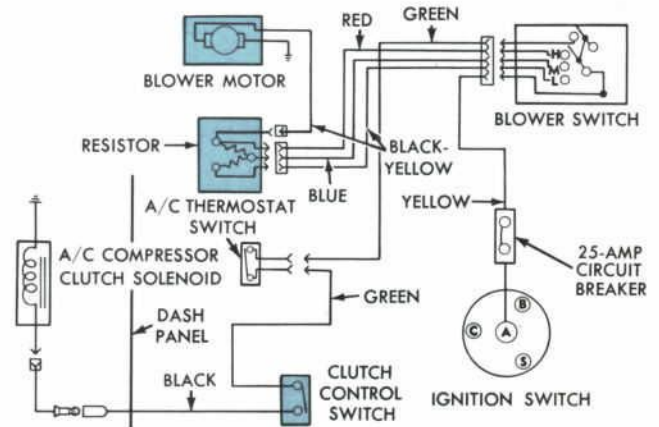 RED
GREEN
BLOWER MOTOR
H
M
L
BLOWER SWITCH
RESISTOR
BLACK-
YELLOW
BLUE
A/C THERMOSTAT
SWITCH
YELLOW
A/C COMPRESSOR
CLUTCH SOLENOID
25-AMP
CIRCUIT
BREAKER
GREEN
DASH
PANEL
B
C
A
S
BLACK
CLUTCH
CONTROL
SWITCH
IGNITION SWITCH